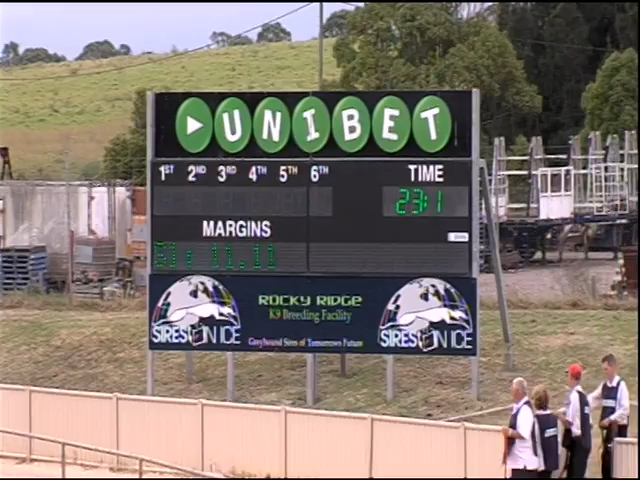 UNIBET
1ST 2ND 3RD 4TH 5TH 6TH TIME
23:1
MARGINS
ROCKY RIDGE
K9 Breeding Facility
SIRES ON ICE
SIRES ON ICE
Greyhound Sires of Tomorrows Future